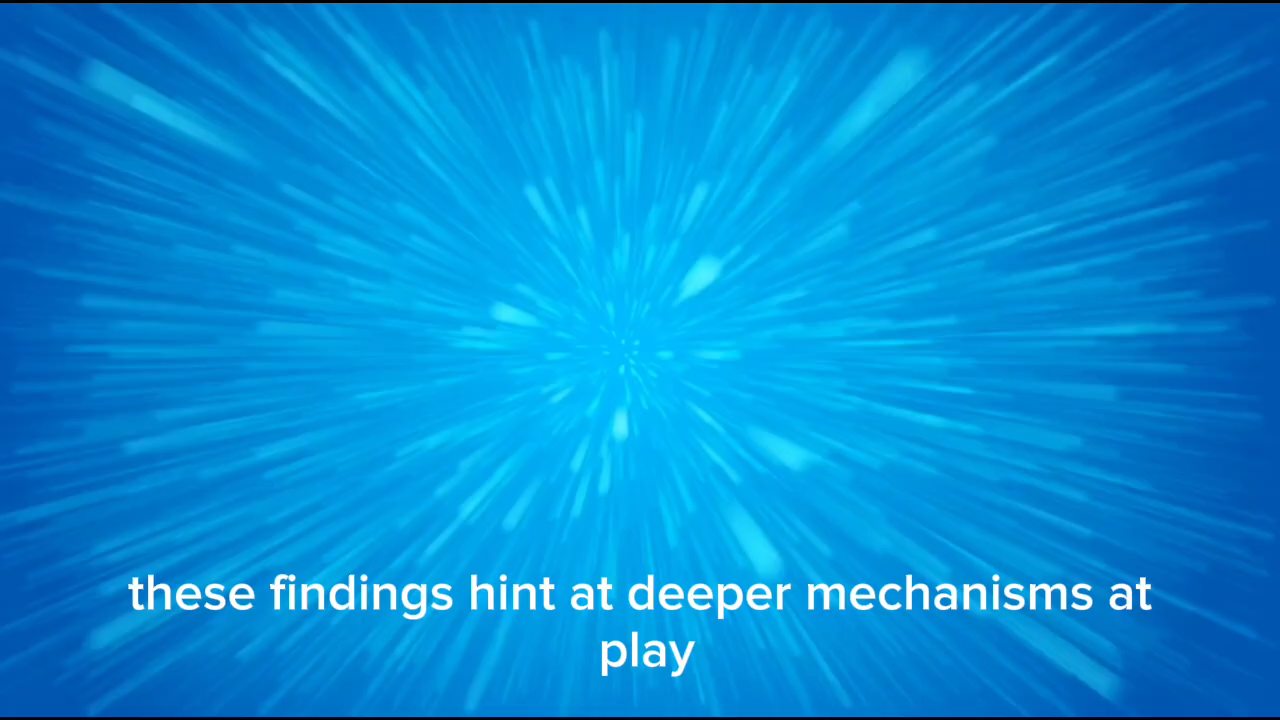 these findings hint at deeper mechanisms at
play